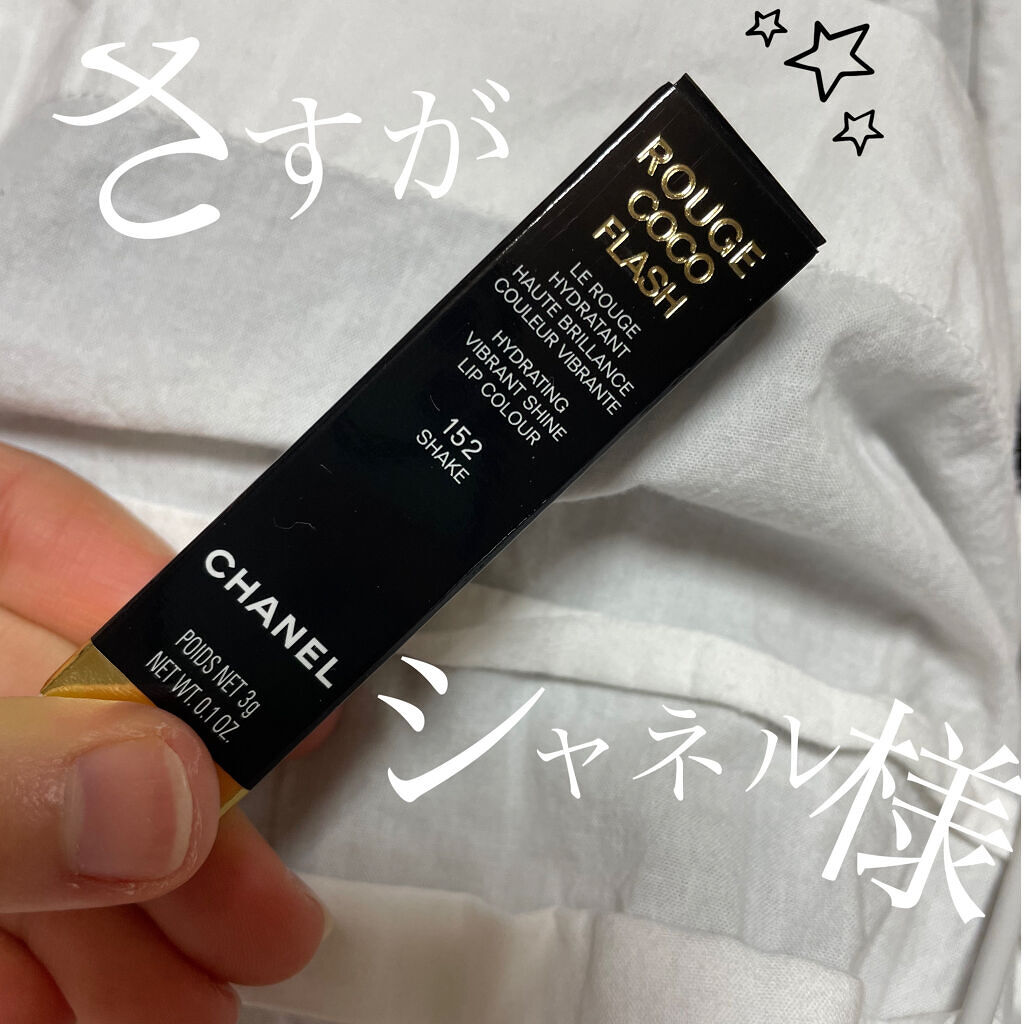 さすが
ROUGE
COCO
FLASH
LE ROUGE
HYDRATANT
HAUTE BRILLANCE
COULEUR VIBRANTE
HYDRATING
VIBRANT SHINE
LIP COLOUR
152
SHAKE
CHANEL
POIDS NET 3g
NET WT. 0.1 OZ.
シャネル様